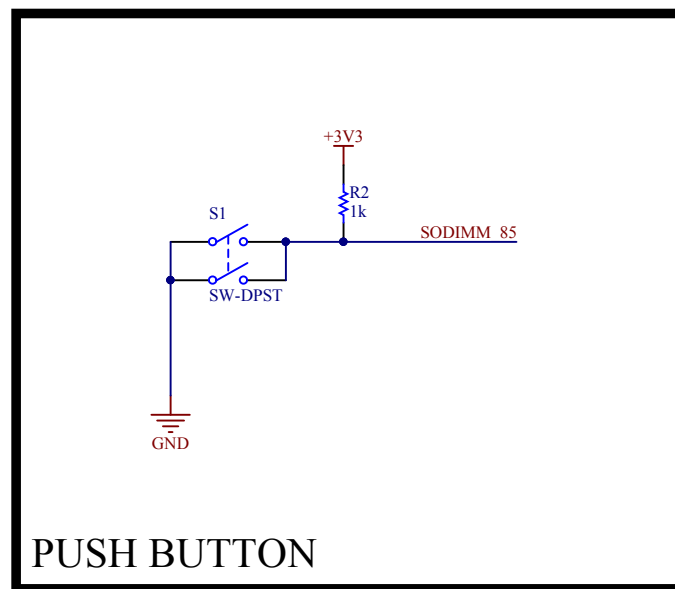 +3V3
R2
1k
S1
SODIMM_85
SW-DPST
GND
PUSH BUTTON